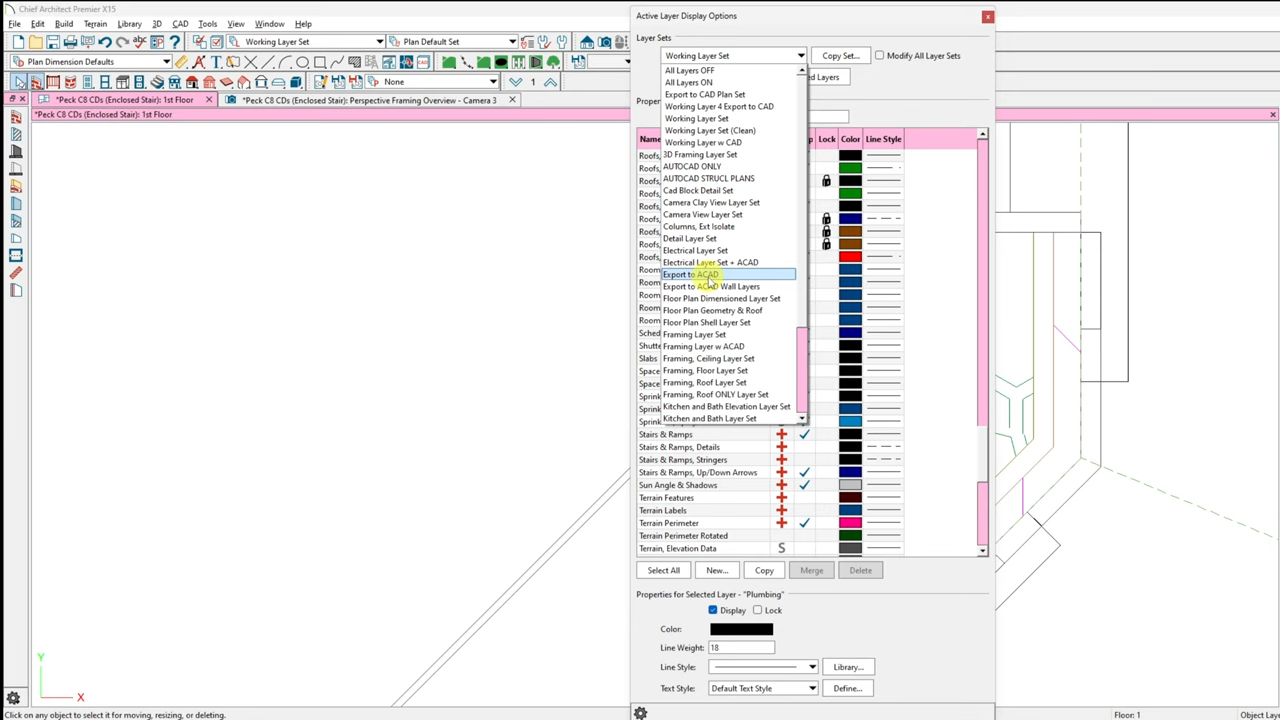 Chief Architect Premier X15
File Edit Build Terrain Library 3D CAD Tools View Window Help
Working Layer Set Plan Default Set
Plan Dimension Defaults
None 1
*Peck C8 CDs (Enclosed Stair): 1st Floor x *Peck C8 CDs (Enclosed Stair): Perspective Framing Overview - Camera 3 x
*Peck C8 CDs (Enclosed Stair): 1st Floor
Active Layer Display Options
Layer Sets
Working Layer Set Copy Set... Modify All Layer Sets
All Layers OFF
All Layers ON
Export to CAD Plan Set
Working Layer 4 Export to CAD
Working Layer Set
Working Layer Set (Clean)
Working Layer w CAD
3D Framing Layer Set
AUTOCAD ONLY
AUTOCAD STRUCL PLANS
Cad Block Detail Set
Camera Clay View Layer Set
Camera View Layer Set
Columns, Ext Isolate
Detail Layer Set
Electrical Layer Set
Electrical Layer Set + ACAD
Export to ACAD
Export to ACAD Wall Layers
Floor Plan Dimensioned Layer Set
Floor Plan Geometry & Roof
Floor Plan Shell Layer Set
Framing Layer Set
Framing Layer w ACAD
Framing, Ceiling Layer Set
Framing, Floor Layer Set
Framing, Roof Layer Set
Framing, Roof ONLY Layer Set
Kitchen and Bath Elevation Layer Set
Kitchen and Bath Layer Set
Lock Color Line Style
Stairs & Ramps
Stairs & Ramps, Details
Stairs & Ramps, Stringers
Stairs & Ramps, Up/Down Arrows
Sun Angle & Shadows
Terrain Features
Terrain Labels
Terrain Perimeter
Terrain Perimeter Rotated
Terrain, Elevation Data S
Select All New... Copy Merge Delete
Properties for Selected Layer - "Plumbing"
Display Lock
Color:
Line Weight: 18
Line Style: Library...
Text Style: Default Text Style Define...
Y
X
Click on any object to select it for moving, resizing, or deleting. Floor: 1 Object Lay